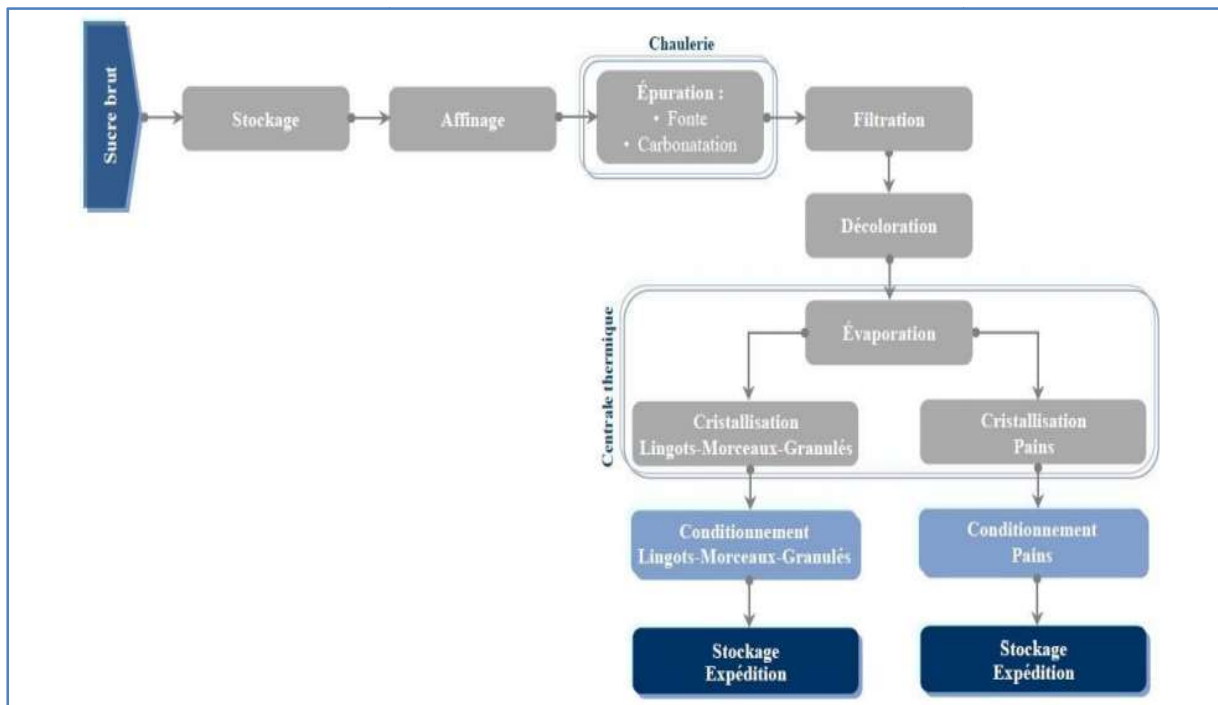 Chaulerie
Sucre brut
Stockage
Affinage
Épuration :
• Fonte
• Carbonatation
Filtration
Décoloration
Centrale thermique
Évaporation
Cristallisation
Lingots-Morceaux-Granulés
Cristallisation
Pains
Conditionnement
Lingots-Morceaux-Granulés
Conditionnement
Pains
Stockage
Expédition
Stockage
Expédition